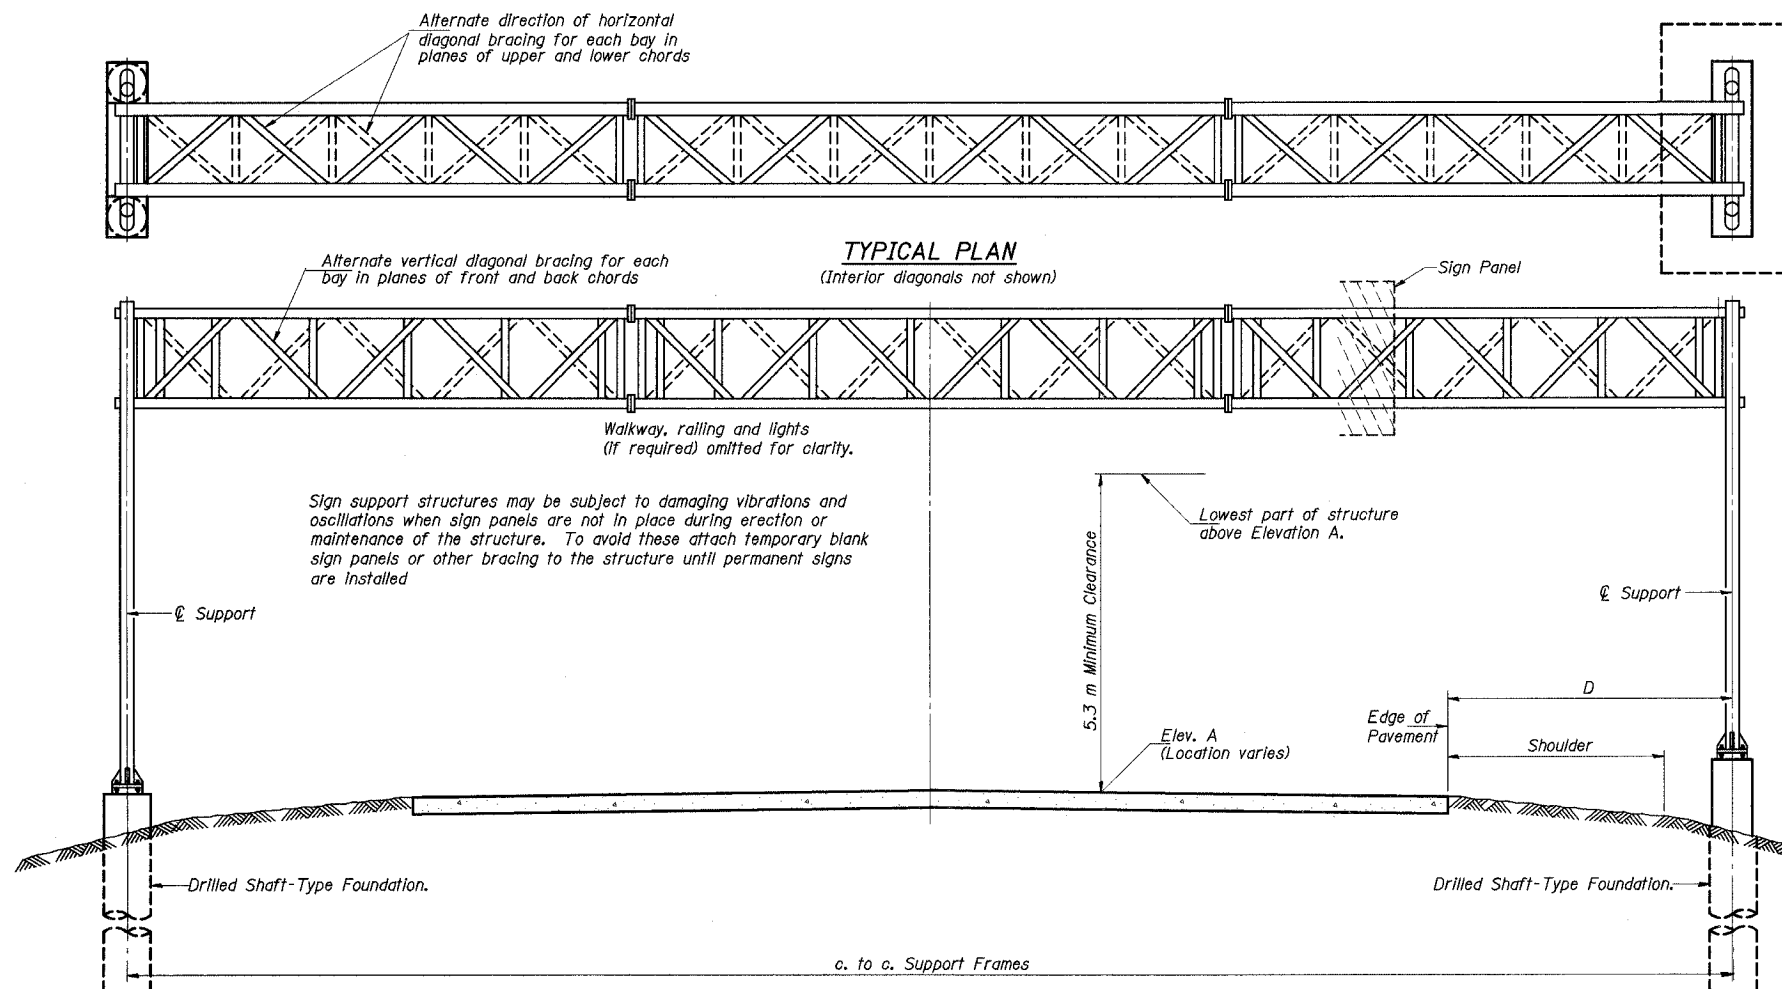 Alternate direction of horizontal
diagonal bracing for each bay in
planes of upper and lower chords
TYPICAL PLAN
(Interior diagonals not shown)
Alternate vertical diagonal bracing for each
bay in planes of front and back chords
Sign Panel
Walkway, railing and lights
(if required) omitted for clarity.
Sign support structures may be subject to damaging vibrations and
oscillations when sign panels are not in place during erection or
maintenance of the structure. To avoid these attach temporary blank
sign panels or other bracing to the structure until permanent signs
are installed
Lowest part of structure
above Elevation A.
5.3 m Minimum Clearance
℄ Support
℄ Support
D
Edge of
Pavement
Shoulder
Elev. A
(Location varies)
Drilled Shaft-Type Foundation.
Drilled Shaft-Type Foundation.
c. to c. Support Frames